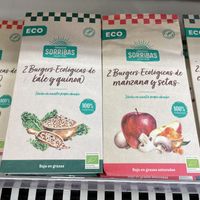 ECO
SORRIBAS
2 Burgers Ecológicas de
kale y quinoa
100%
Bajo en grasas
ECO
SORRIBAS
2 Burgers Ecológicas de
manzana y setas
100%
Bajo en grasas saturadas